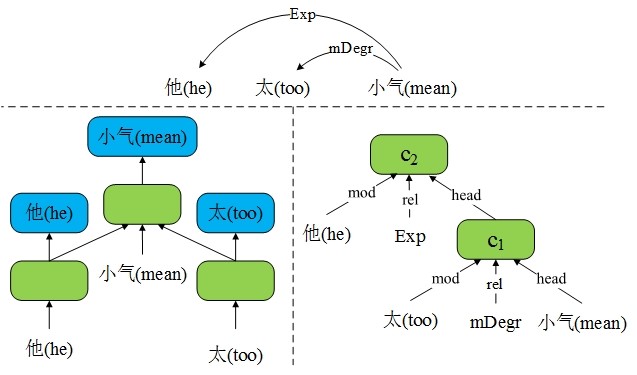 Exp
mDegr
他(he) 太(too) 小气(mean)
小气(mean)
他(he) 太(too)
小气(mean)
他(he) 太(too)
c2
mod rel head
他(he) Exp
c1
mod rel head
太(too) mDegr 小气(mean)